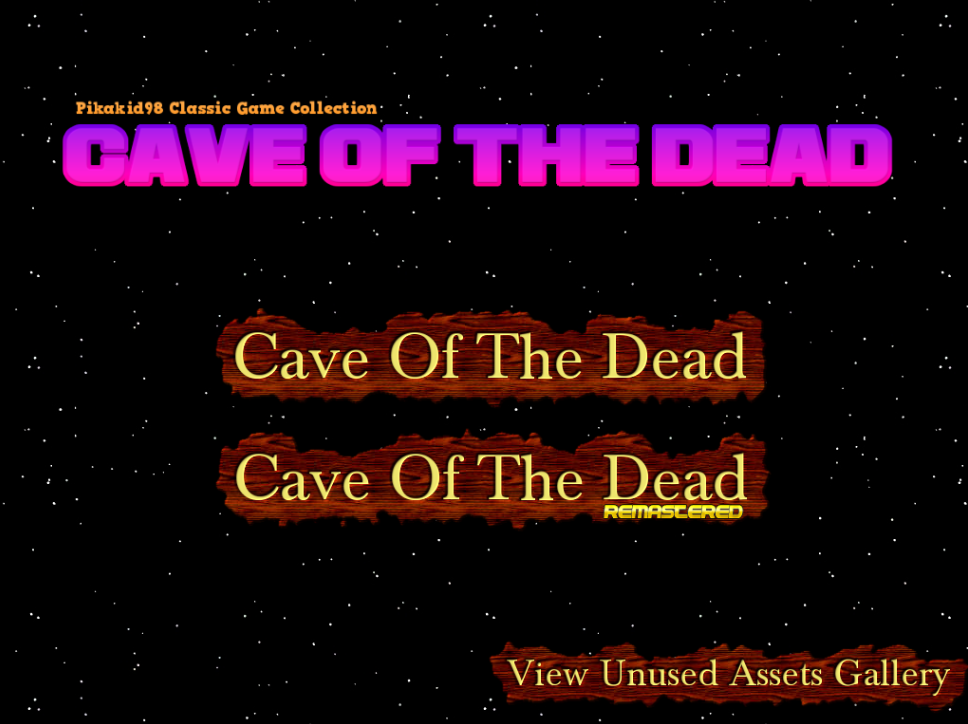 Pikakid98 Classic Game Collection
CAVE OF THE DEAD
Cave Of The Dead
Cave Of The Dead
REMASTERED
View Unused Assets Gallery